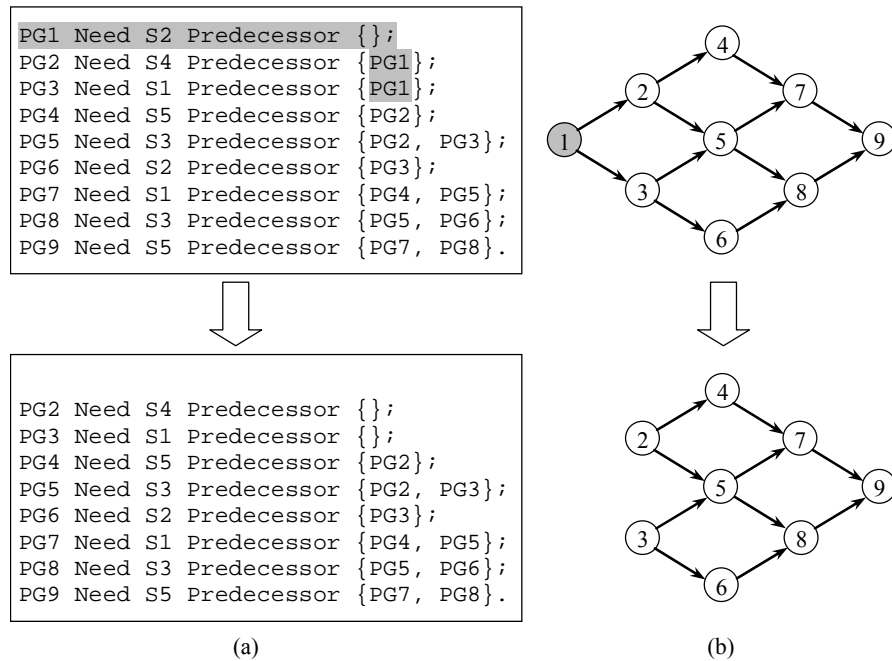 PG1 Need S2 Predecessor {};
PG2 Need S4 Predecessor {PG1};
PG3 Need S1 Predecessor {PG1};
PG4 Need S5 Predecessor {PG2};
PG5 Need S3 Predecessor {PG2, PG3};
PG6 Need S2 Predecessor {PG3};
PG7 Need S1 Predecessor {PG4, PG5};
PG8 Need S3 Predecessor {PG5, PG6};
PG9 Need S5 Predecessor {PG7, PG8}.
4
2
7
1
5
9
3
8
6
PG2 Need S4 Predecessor {};
PG3 Need S1 Predecessor {};
PG4 Need S5 Predecessor {PG2};
PG5 Need S3 Predecessor {PG2, PG3};
PG6 Need S2 Predecessor {PG3};
PG7 Need S1 Predecessor {PG4, PG5};
PG8 Need S3 Predecessor {PG5, PG6};
PG9 Need S5 Predecessor {PG7, PG8}.
4
2
7
5
9
3
8
6
(a)
(b)